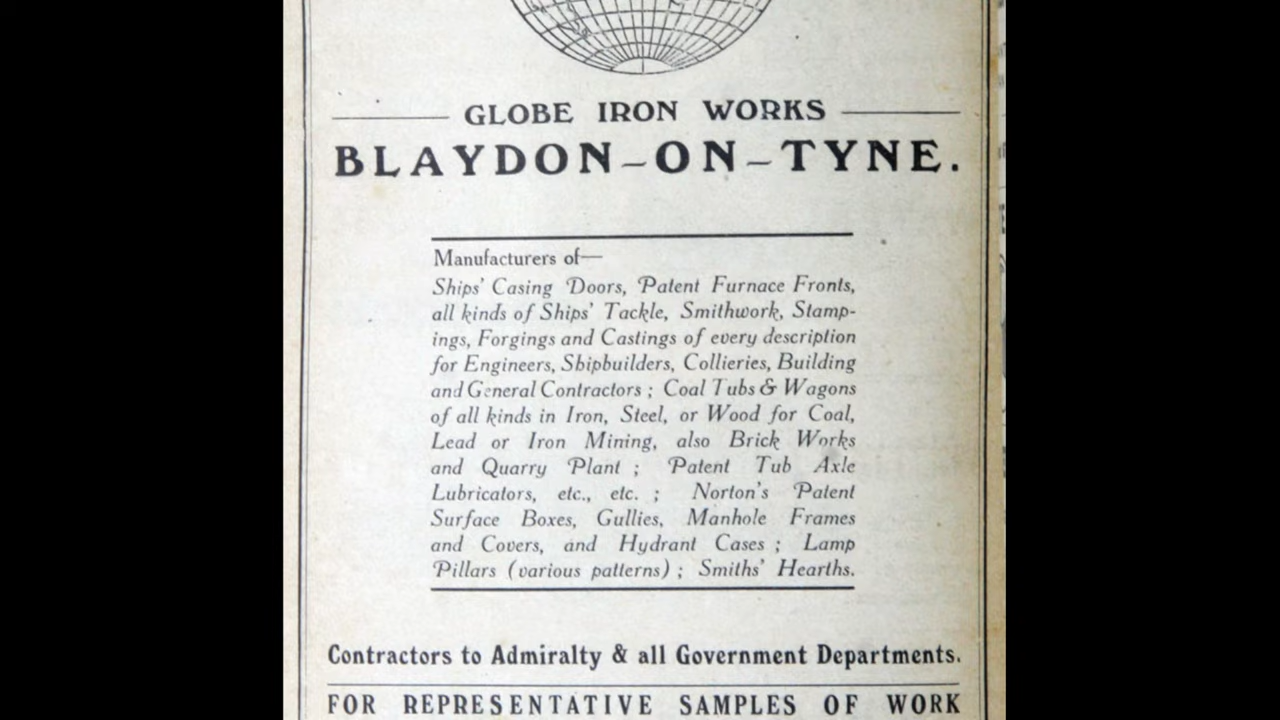 GLOBE IRON WORKS
BLAYDON-ON-TYNE.
Manufacturers of—
Ships' Casing Doors, Patent Furnace Fronts,
all kinds of Ships' Tackle, Smithwork, Stamp-
ings, Forgings and Castings of every description
for Engineers, Shipbuilders, Collieries, Building
and General Contractors ; Coal Tubs & Wagons
of all kinds in Iron, Steel, or Wood for Coal,
Lead or Iron Mining, also Brick Works
and Quarry Plant ; Patent Tub Axle
Lubricators, etc., etc. ; Norton's Patent
Surface Boxes, Gullies, Manhole Frames
and Covers, and Hydrant Cases ; Lamp
Pillars (various patterns) ; Smiths' Hearths.
Contractors to Admiralty & all Government Departments.
FOR REPRESENTATIVE SAMPLES OF WORK